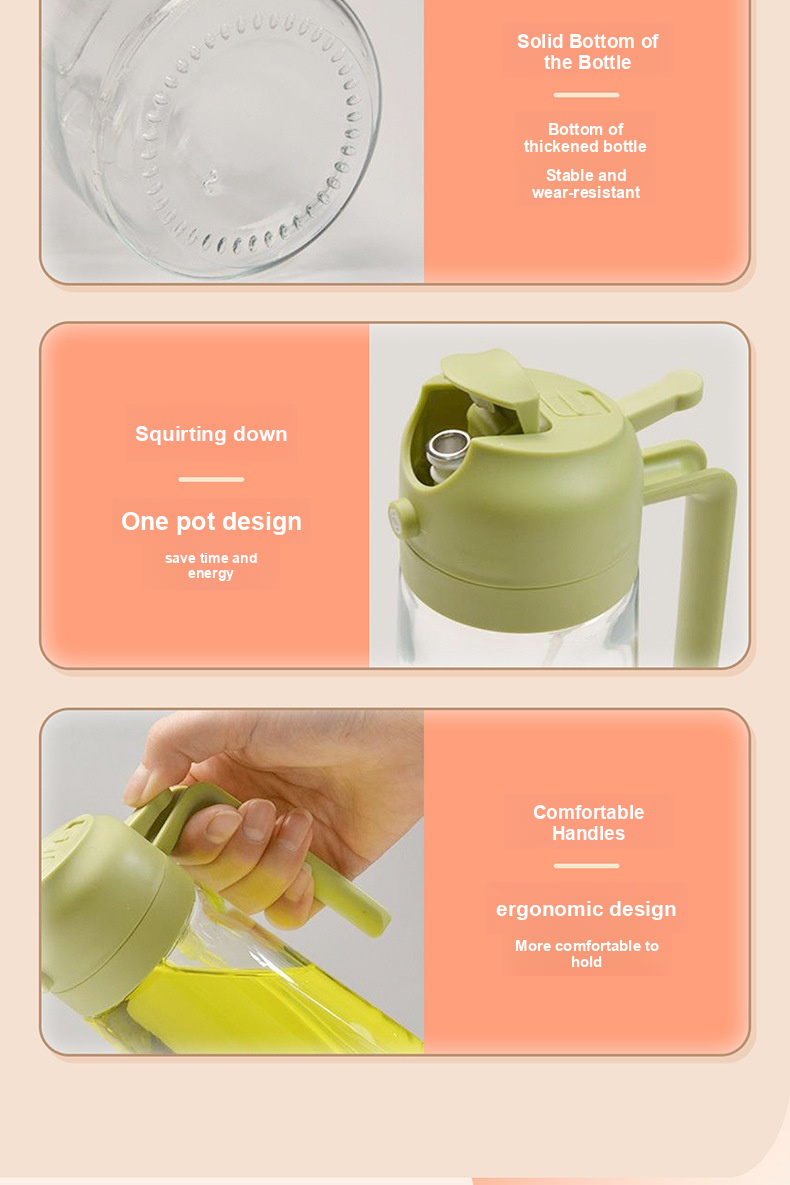 Solid Bottom of
the Bottle
Bottom of
thickened bottle
Stable and
wear-resistant
Squirting down
One pot design
save time and
energy
Comfortable
Handles
ergonomic design
More comfortable to
hold